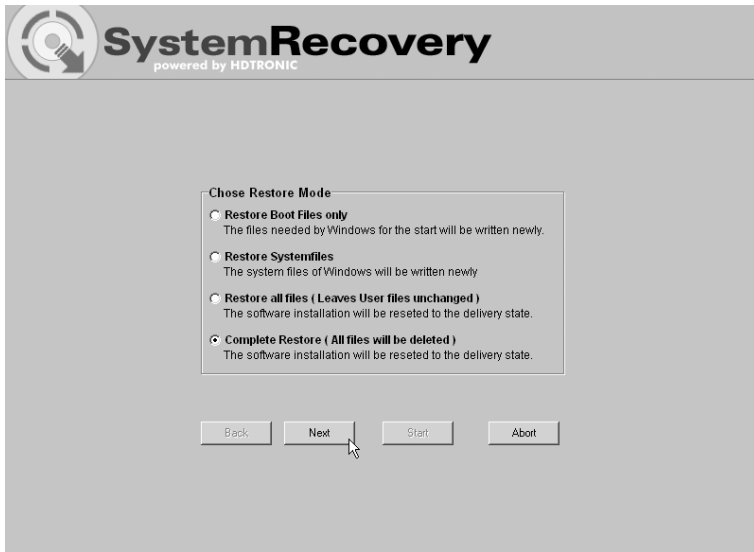 SystemRecovery
powered by HDTRONIC
Chose Restore Mode
Restore Boot Files only
The files needed by Windows for the start will be written newly.
Restore Systemfiles
The system files of Windows will be written newly
Restore all files ( Leaves User files unchanged )
The software installation will be reseted to the delivery state.
Complete Restore ( All files will be deleted )
The software installation will be reseted to the delivery state.
Back Next Start Abort